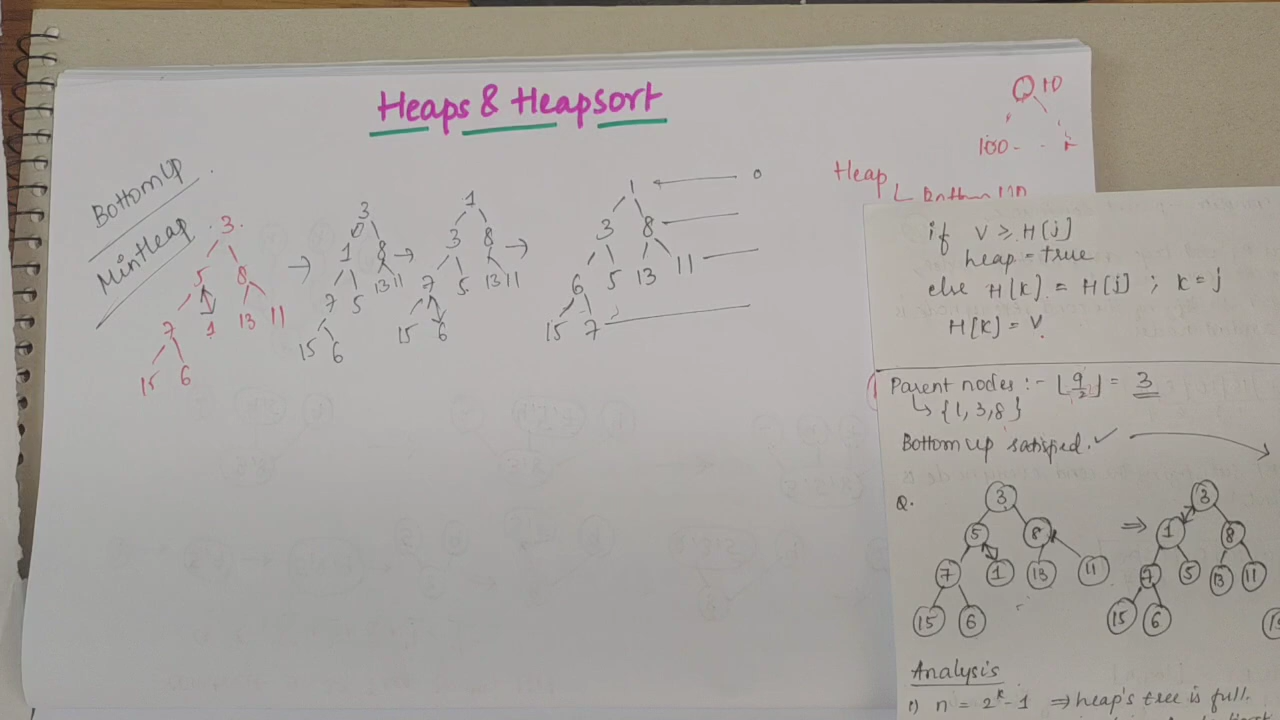 Heaps & Heapsort
Bottom Up
Min Heap
3
5 8
7 1 13 11
15 6
3
1 8
7 5 13 11
15 6
1
3 8
7 5 13 11
15 6
1 0
3 8
6 5 13 11
15 7
10
100
Heap
if V ≥ H[j]
heap = true
else H[K] = H[j] ; K = j
H[K] = V.
Parent nodes :- ⌊9/2⌋ = 3
↳ {1, 3, 8}
Bottom up satisfied. ✓
Q.
3
5 8
7 1 13 11
15 6
⇒
3
1 8
7 5 13 11
15 6
Analysis
1) n = 2^k - 1 ⇒ heap's tree is full.